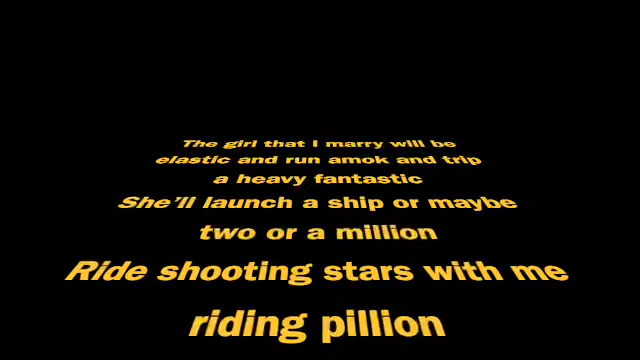 The girl that I marry will be
elastic and run amok and trip
a heavy fantastic
She'll launch a ship or maybe
two or a million
Ride shooting stars with me
riding pillion